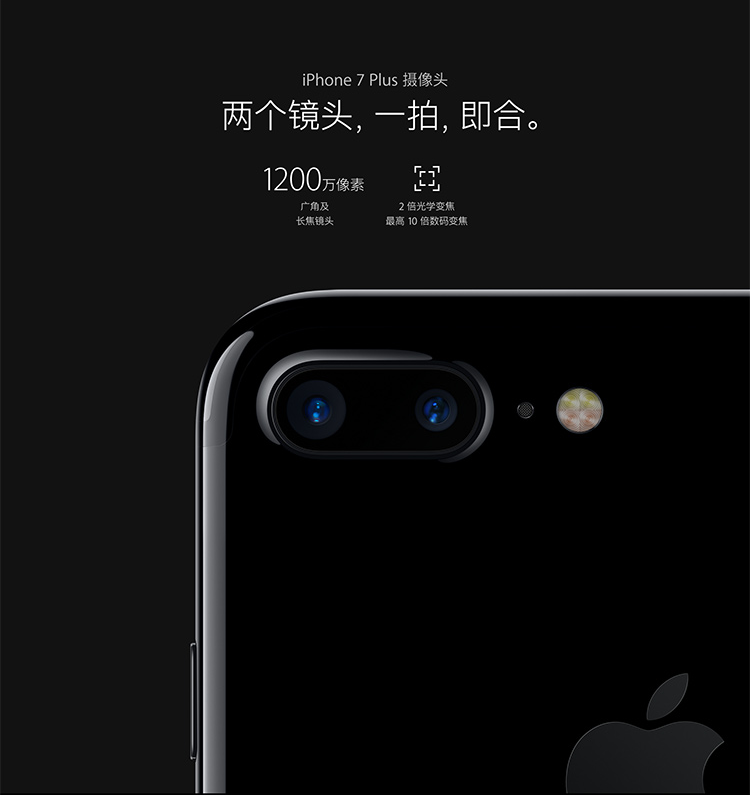 iPhone 7 Plus 摄像头
两个镜头, 一拍, 即合。
1200万像素
广角及
长焦镜头
2 倍光学变焦
最高 10 倍数码变焦